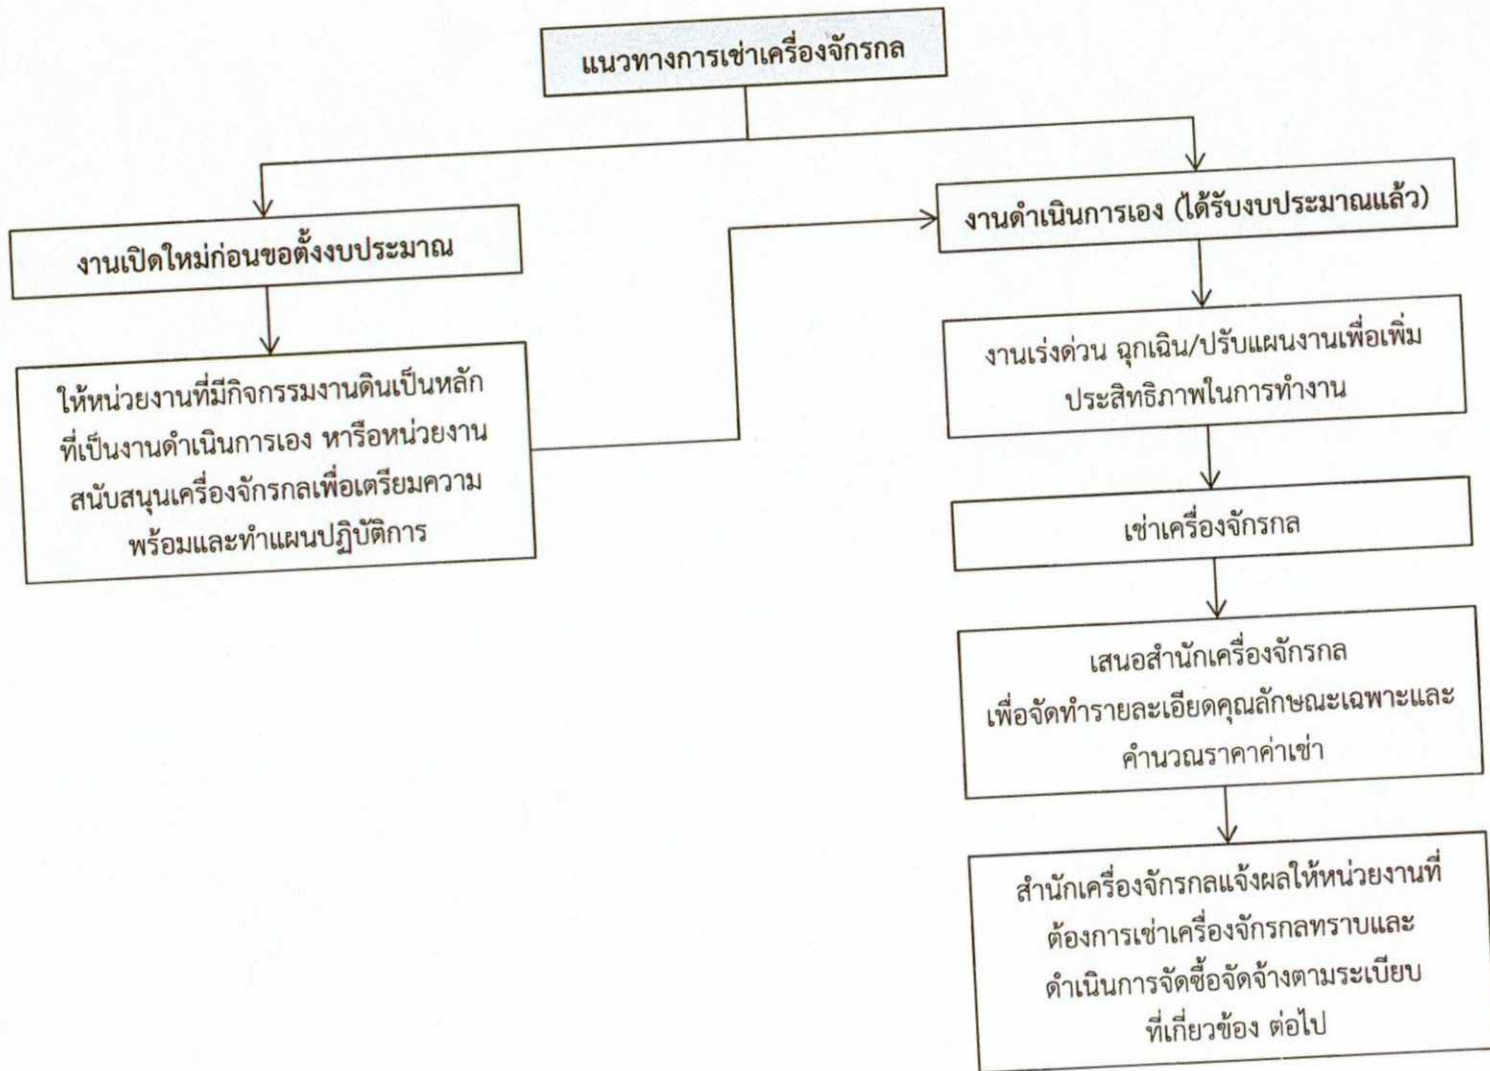 แนวทางการเช่าเครื่องจักรกล
งานเปิดใหม่ก่อนขอตั้งงบประมาณ
ให้หน่วยงานที่มีกิจกรรมงานดินเป็นหลัก
ที่เป็นงานดำเนินการเอง หารือหน่วยงาน
สนับสนุนเครื่องจักรกลเพื่อเตรียมความ
พร้อมและทำแผนปฏิบัติการ
งานดำเนินการเอง (ได้รับงบประมาณแล้ว)
งานเร่งด่วน ฉุกเฉิน/ปรับแผนงานเพื่อเพิ่ม
ประสิทธิภาพในการทำงาน
เช่าเครื่องจักรกล
เสนอสำนักเครื่องจักรกล
เพื่อจัดทำรายละเอียดคุณลักษณะเฉพาะและ
คำนวณราคาค่าเช่า
สำนักเครื่องจักรกลแจ้งผลให้หน่วยงานที่
ต้องการเช่าเครื่องจักรกลทราบและ
ดำเนินการจัดซื้อจัดจ้างตามระเบียบ
ที่เกี่ยวข้อง ต่อไป